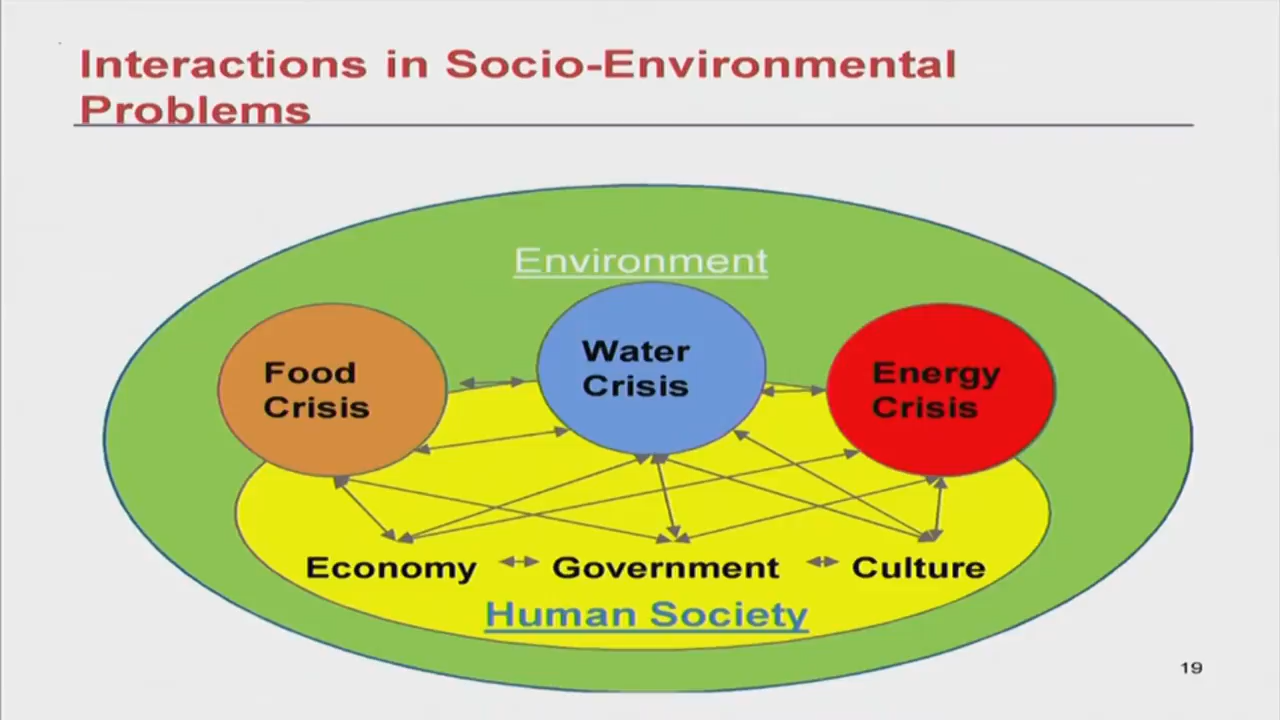 Interactions in Socio-Environmental
Problems
Environment
Food
Crisis
Water
Crisis
Energy
Crisis
Economy
Government
Culture
Human Society
19